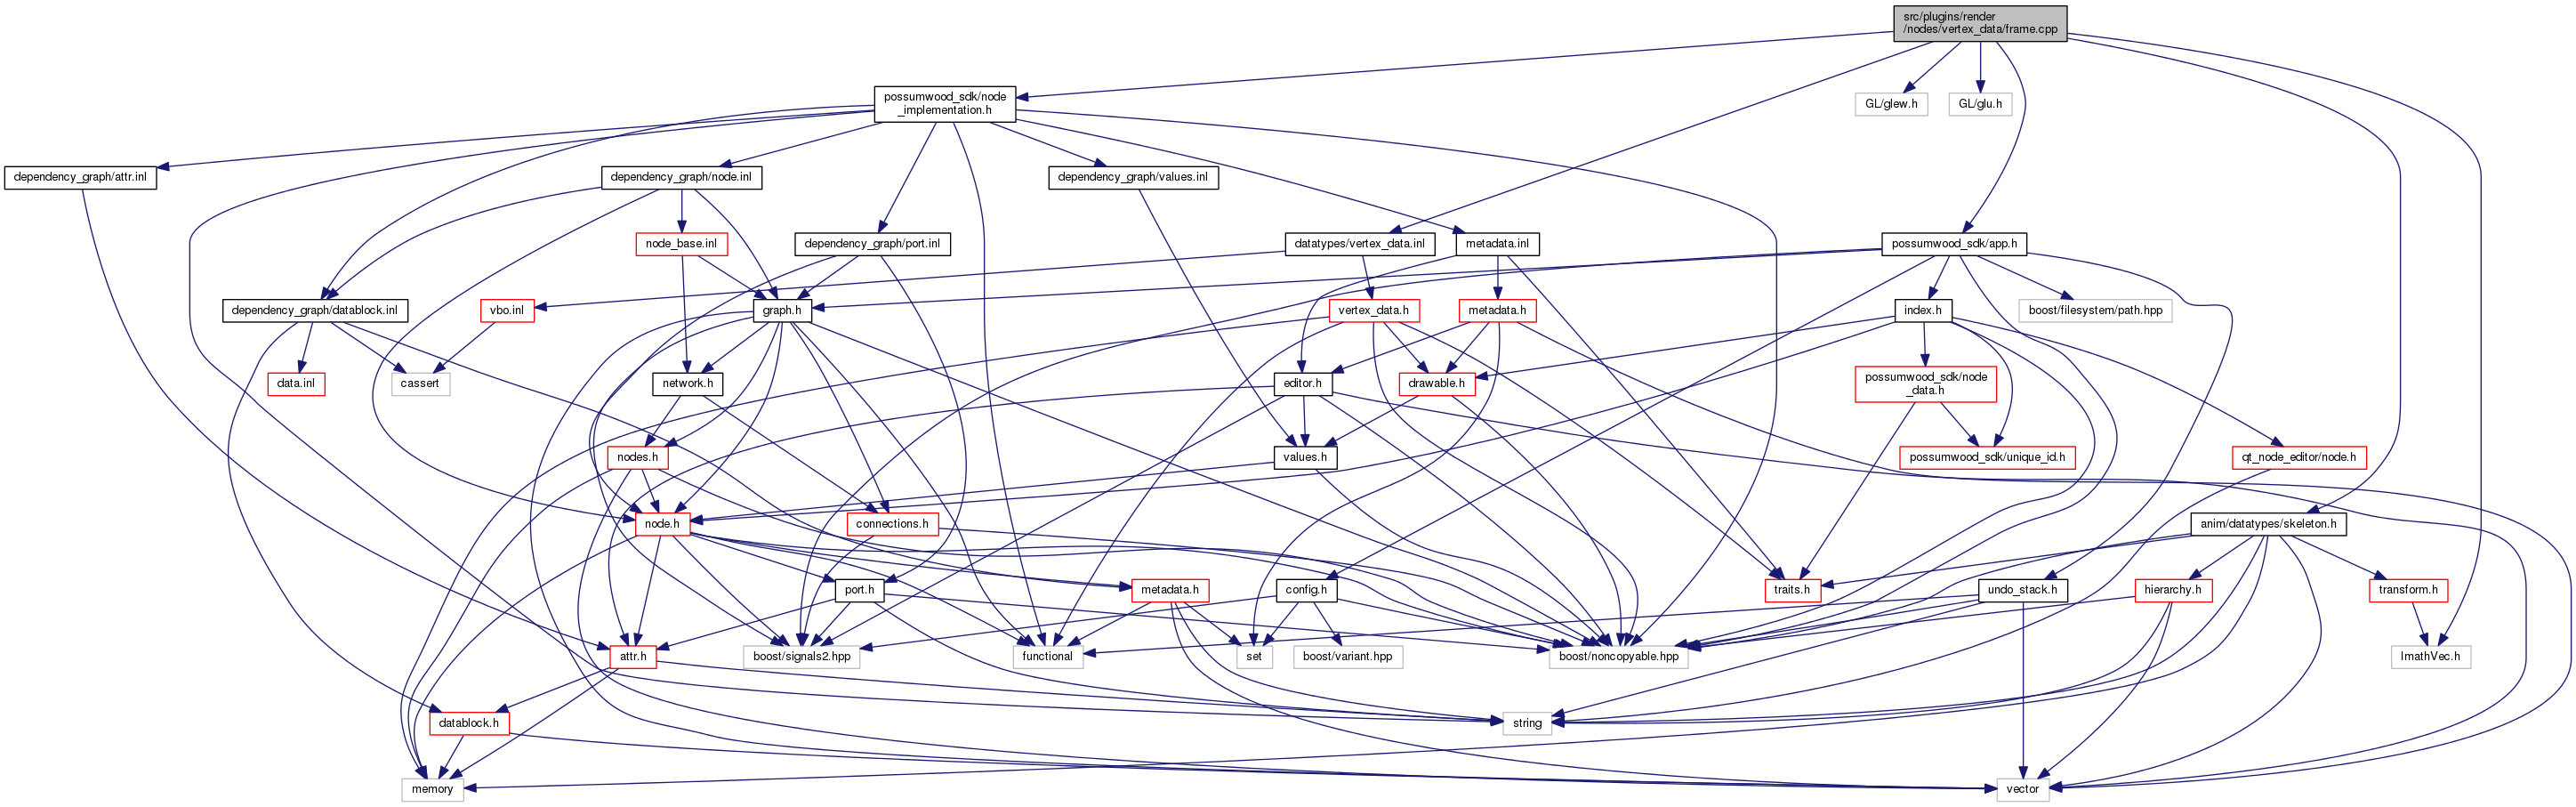 src/plugins/render
/nodes/vertex_data/frame.cpp
possumwood_sdk/node
_implementation.h
GL/glew.h
GL/glu.h
dependency_graph/attr.inl
dependency_graph/node.inl
dependency_graph/values.inl
node_base.inl
dependency_graph/port.inl
datatypes/vertex_data.inl
metadata.inl
possumwood_sdk/app.h
dependency_graph/datablock.inl
vbo.inl
graph.h
vertex_data.h
metadata.h
index.h
boost/filesystem/path.hpp
data.inl
cassert
network.h
editor.h
drawable.h
possumwood_sdk/node
_data.h
nodes.h
values.h
possumwood_sdk/unique_id.h
qt_node_editor/node.h
node.h
connections.h
anim/datatypes/skeleton.h
port.h
metadata.h
config.h
traits.h
undo_stack.h
hierarchy.h
transform.h
attr.h
boost/signals2.hpp
functional
set
boost/variant.hpp
boost/noncopyable.hpp
ImathVec.h
datablock.h
string
memory
vector